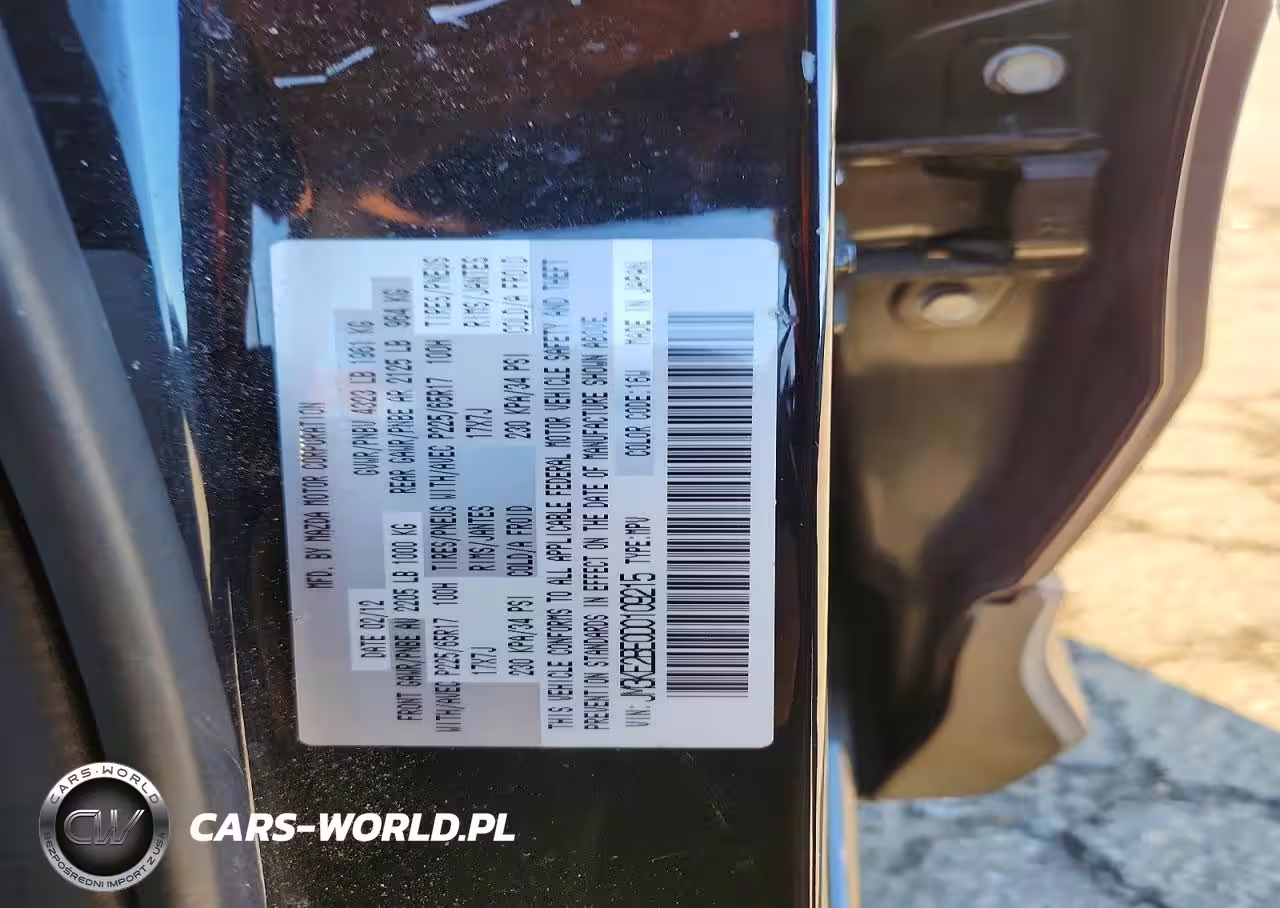 MFD. BY MAZDA MOTOR CORPORATION
DATE 02/12 GVWR/PNBV 4323 LB 1961 KG
FRONT GAWR/PNBE AV 2205 LB 1000 KG REAR GAWR/PNBE AR 2125 LB 964 KG
WITH/AVEC P225/65R17 100H TIRES/PNEUS WITH/AVEC P225/65R17 100H TIRES/PNEUS
17X7J RIMS/JANTES 17X7J RIMS/JANTES
230 KPA/34 PSI COLD/A FROID 230 KPA/34 PSI COLD/A FROID
THIS VEHICLE CONFORMS TO ALL APPLICABLE FEDERAL MOTOR VEHICLE SAFETY AND THEFT
PREVENTION STANDARDS IN EFFECT ON THE DATE OF MANUFACTURE SHOWN ABOVE.
VIN: TYPE:MPV COLOR CODE:16W MADE IN JAPAN
CARS-WORLD
CW
BEZPOŚREDNI IMPORT Z USA
CARS-WORLD.PL